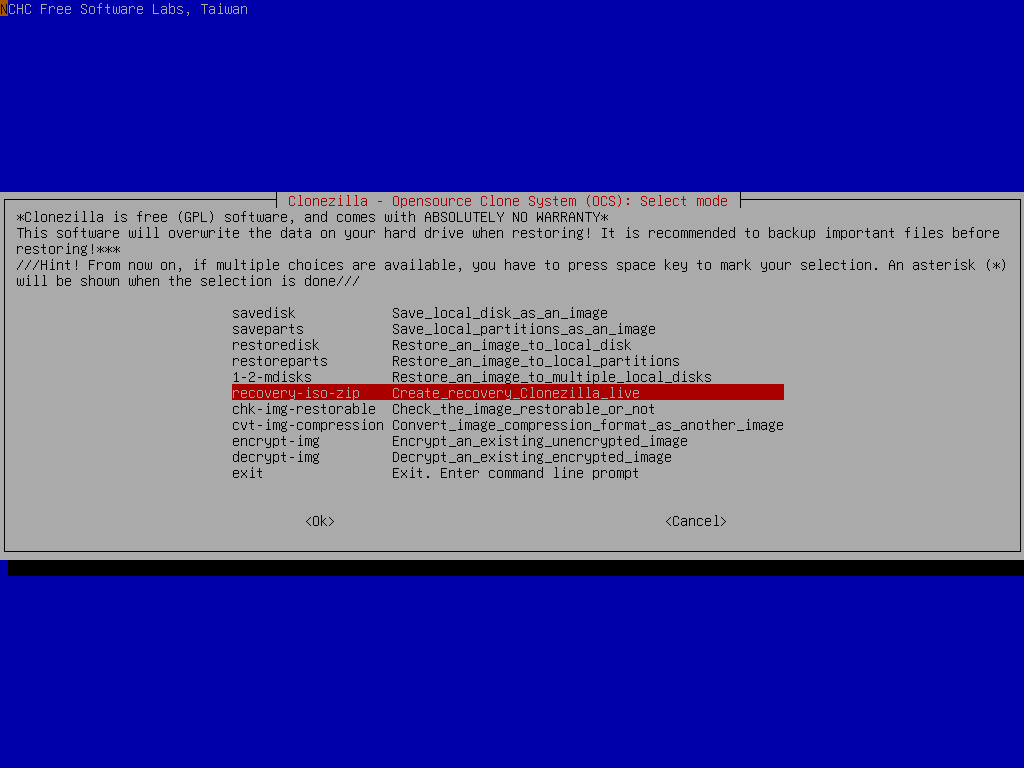 NCHC Free Software Labs, Taiwan
Clonezilla - Opensource Clone System (OCS): Select mode
*Clonezilla is free (GPL) software, and comes with ABSOLUTELY NO WARRANTY*
This software will overwrite the data on your hard drive when restoring! It is recommended to backup important files before
restoring!***
///Hint! From now on, if multiple choices are available, you have to press space key to mark your selection. An asterisk (*)
will be shown when the selection is done///
savedisk Save_local_disk_as_an_image
saveparts Save_local_partitions_as_an_image
restoredisk Restore_an_image_to_local_disk
restoreparts Restore_an_image_to_local_partitions
1-2-mdisks Restore_an_image_to_multiple_local_disks
recovery-iso-zip Create_recovery_Clonezilla_live
chk-img-restorable Check_the_image_restorable_or_not
cvt-img-compression Convert_image_compression_format_as_another_image
encrypt-img Encrypt_an_existing_unencrypted_image
decrypt-img Decrypt_an_existing_encrypted_image
exit Exit. Enter command line prompt
<Ok> <Cancel>